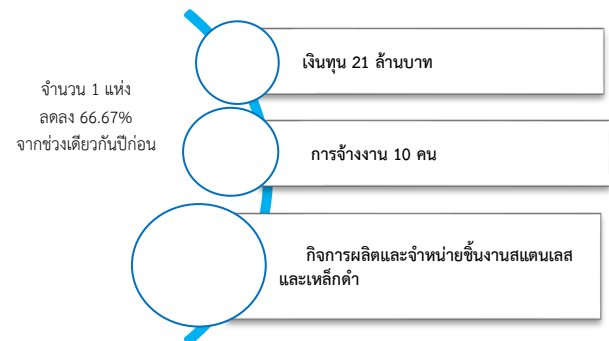 จำนวน 1 แห่ง
ลดลง 66.67%
จากช่วงเดียวกันปีก่อน
เงินทุน 21 ล้านบาท
การจ้างงาน 10 คน
กิจการผลิตและจำหน่ายชิ้นงานสแตนเลส
และเหล็กดำ